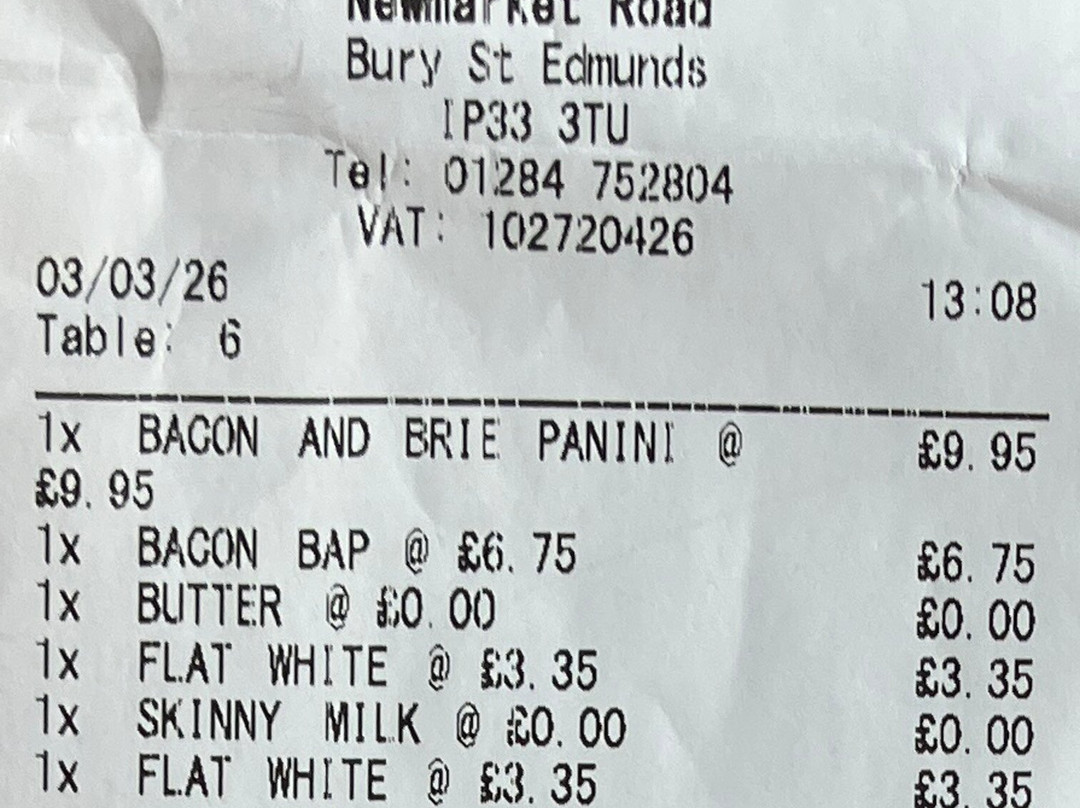 Newmarket Road
Bury St Edmunds
IP33 3TU
Tel: 01284 752804
VAT: 102720426
03/03/26 13:08
Table: 6
1x BACON AND BRIE PANINI @ £9.95
£9.95
1x BACON BAP @ £6.75 £6.75
1x BUTTER @ £0.00 £0.00
1x FLAT WHITE @ £3.35 £3.35
1x SKINNY MILK @ £0.00 £0.00
1x FLAT WHITE @ £3.35 £3.35